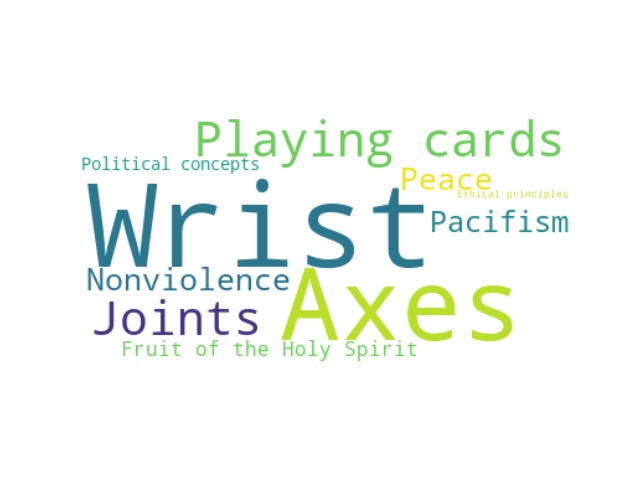 Playing cards
Political concepts
Peace
Ethical principles
Wrist
Pacifism
Nonviolence
Axes
Joints
Fruit of the Holy Spirit